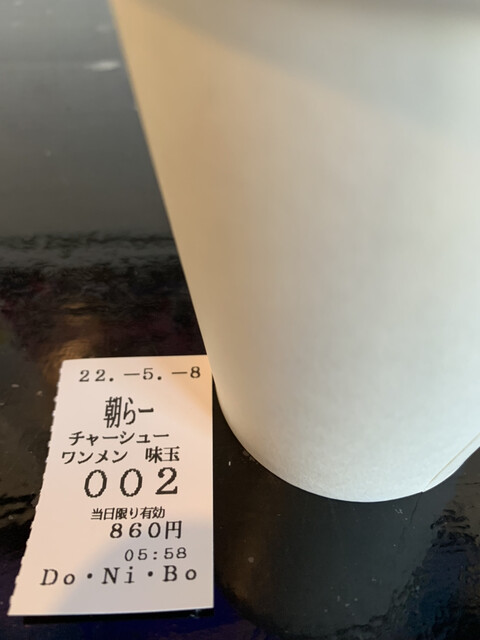 22.-5.-8
朝らー
チャーシュー
ワンメン 味玉
002
当日限り有効
860円
05:58
Do・Ni・Bo